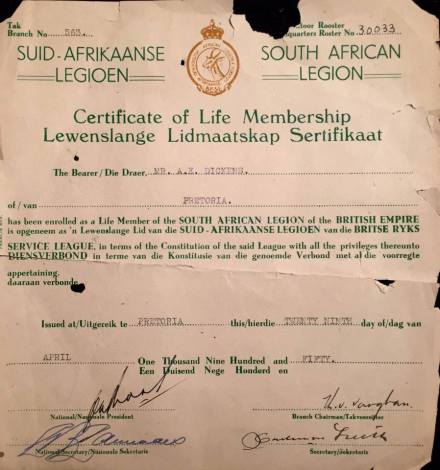 Tak
Branch No 563.
toor Rooster
quarters Roster No 30033
SUID-AFRIKAANSE
LEGIOEN
SOUTH AFRICAN
LEGION
Certificate of Life Membership
Lewenslange Lidmaatskap Sertifikaat
The Bearer/Die Draer, MR. A.E. DICKENS.
of/van PRETORIA.
has been enrolled as a Life Member of the SOUTH AFRICAN LEGION of the BRITISH EMPIRE
is opgeneem as 'n Lewenslange Lid van die SUID-AFRIKAANSE LEGIOEN van die BRITSE RYKS
SERVICE LEAGUE, in terms of the Constitution of the said League with all the privileges thereunto
DIENSVERBOND in terme van die Konstitusie van die genoemde Verbond met al die voorregte
appertaining.
daaraan verbonde.
Issued at/Uitgereik te PRETORIA this/hierdie TWENTY NINTH day of/dag van
APRIL One Thousand Nine Hundred and FIFTY.
Een Duisend Nege Honderd en
National/Nasionale President
Branch Chairman/Takvoorsitter
National Secretary/Nasionale Sekretaris
Secretary/Sekretaris